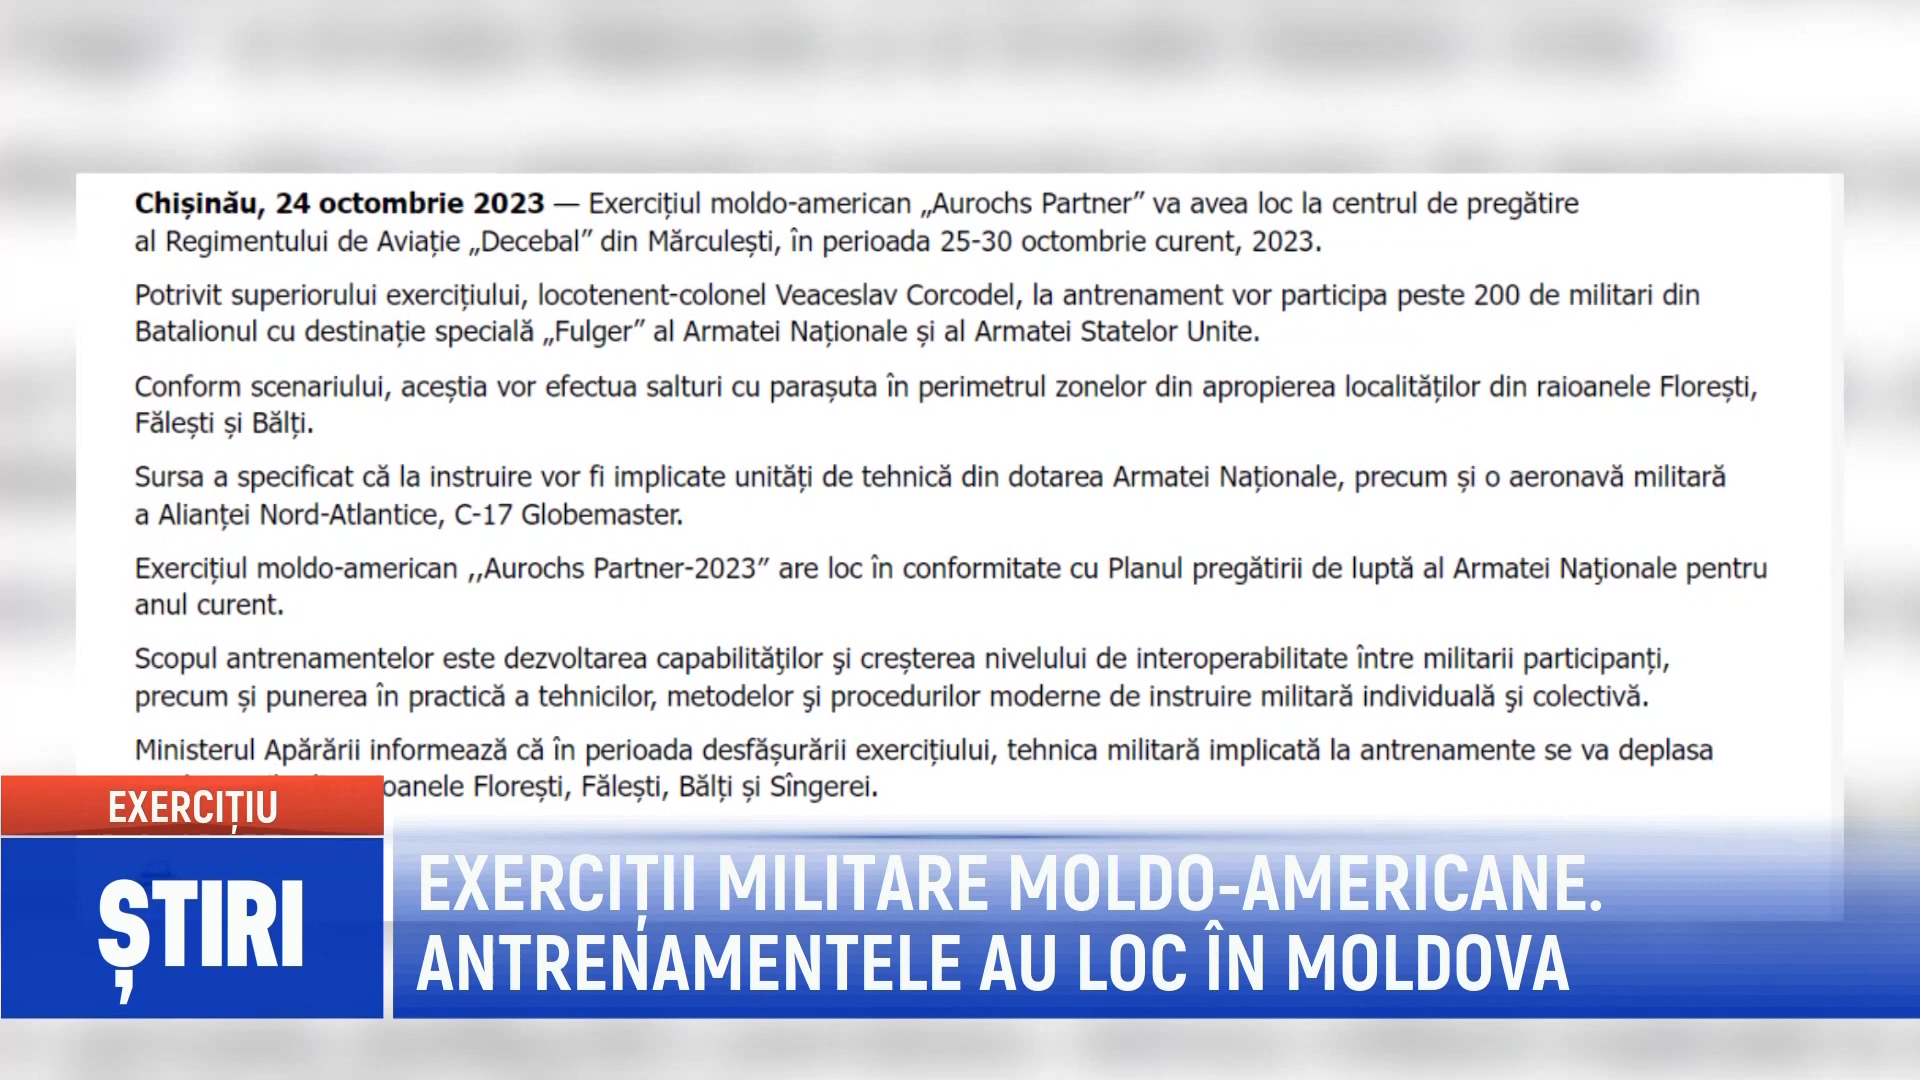 Chișinău, 24 octombrie 2023 — Exercițiul moldo-american „Aurochs Partner” va avea loc la centrul de pregătire
al Regimentului de Aviație „Decebal” din Mărculești, în perioada 25-30 octombrie curent, 2023.
Potrivit superiorului exercițiului, locotenent-colonel Veaceslav Corcodel, la antrenament vor participa peste 200 de militari din
Batalionul cu destinație specială „Fulger” al Armatei Naționale și al Armatei Statelor Unite.
Conform scenariului, aceștia vor efectua salturi cu parașuta în perimetrul zonelor din apropierea localităților din raioanele Florești,
Fălești și Bălți.
Sursa a specificat că la instruire vor fi implicate unități de tehnică din dotarea Armatei Naționale, precum și o aeronavă militară
a Alianței Nord-Atlantice, C-17 Globemaster.
Exercițiul moldo-american ,,Aurochs Partner-2023” are loc în conformitate cu Planul pregătirii de luptă al Armatei Naţionale pentru
anul curent.
Scopul antrenamentelor este dezvoltarea capabilităţilor şi creșterea nivelului de interoperabilitate între militarii participanți,
precum și punerea în practică a tehnicilor, metodelor şi procedurilor moderne de instruire militară individuală şi colectivă.
Ministerul Apărării informează că în perioada desfășurării exercițiului, tehnica militară implicată la antrenamente se va deplasa
oanele Florești, Fălești, Bălți și Sîngerei.
EXERCIȚIU
ȘTIRI
EXERCIȚII MILITARE MOLDO-AMERICANE.
ANTRENAMENTELE AU LOC ÎN MOLDOVA